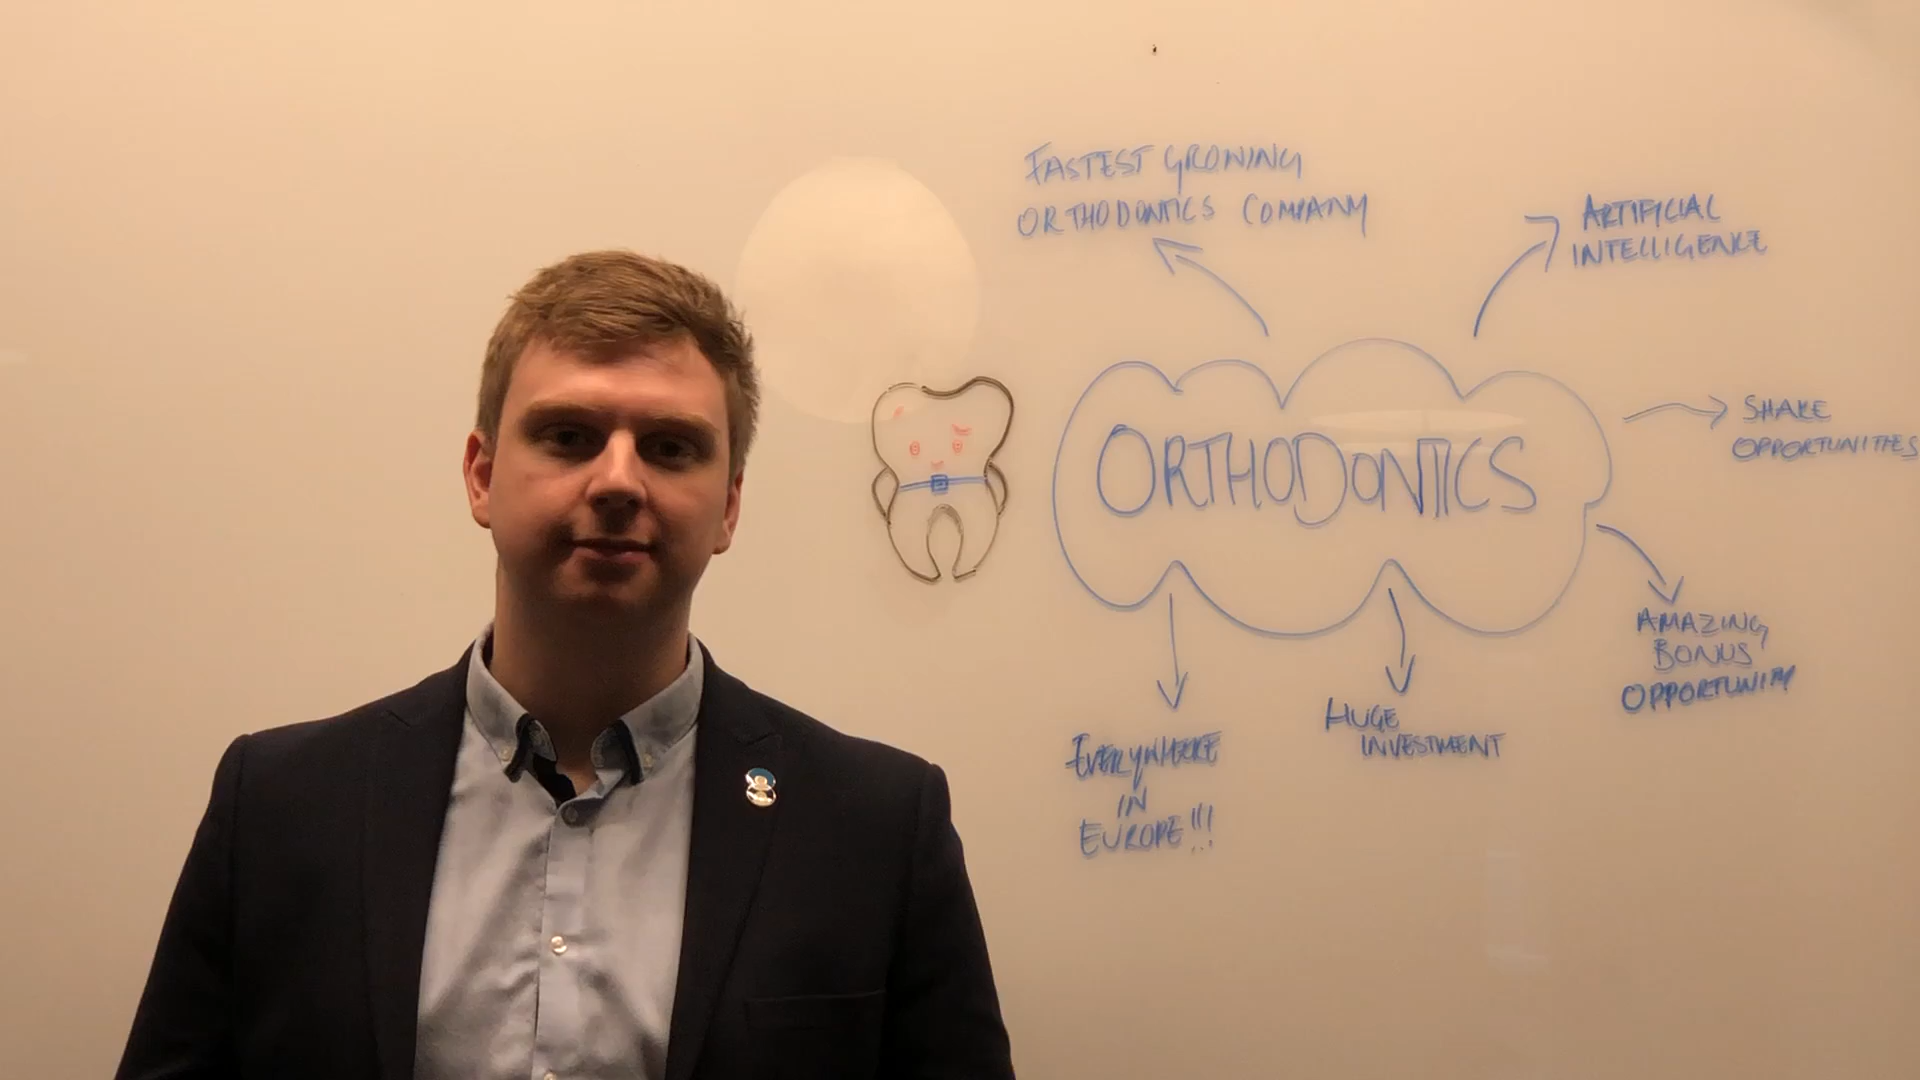 FASTEST GROWING
ORTHODONTICS COMPANY
ARTIFICIAL
INTELLIGENCE
SHARE
OPPORTUNITIES
ORTHODONTICS
AMAZING
BONUS
OPPORTUNITY
HUGE
INVESTMENT
EVERYWHERE
IN
EUROPE!!!